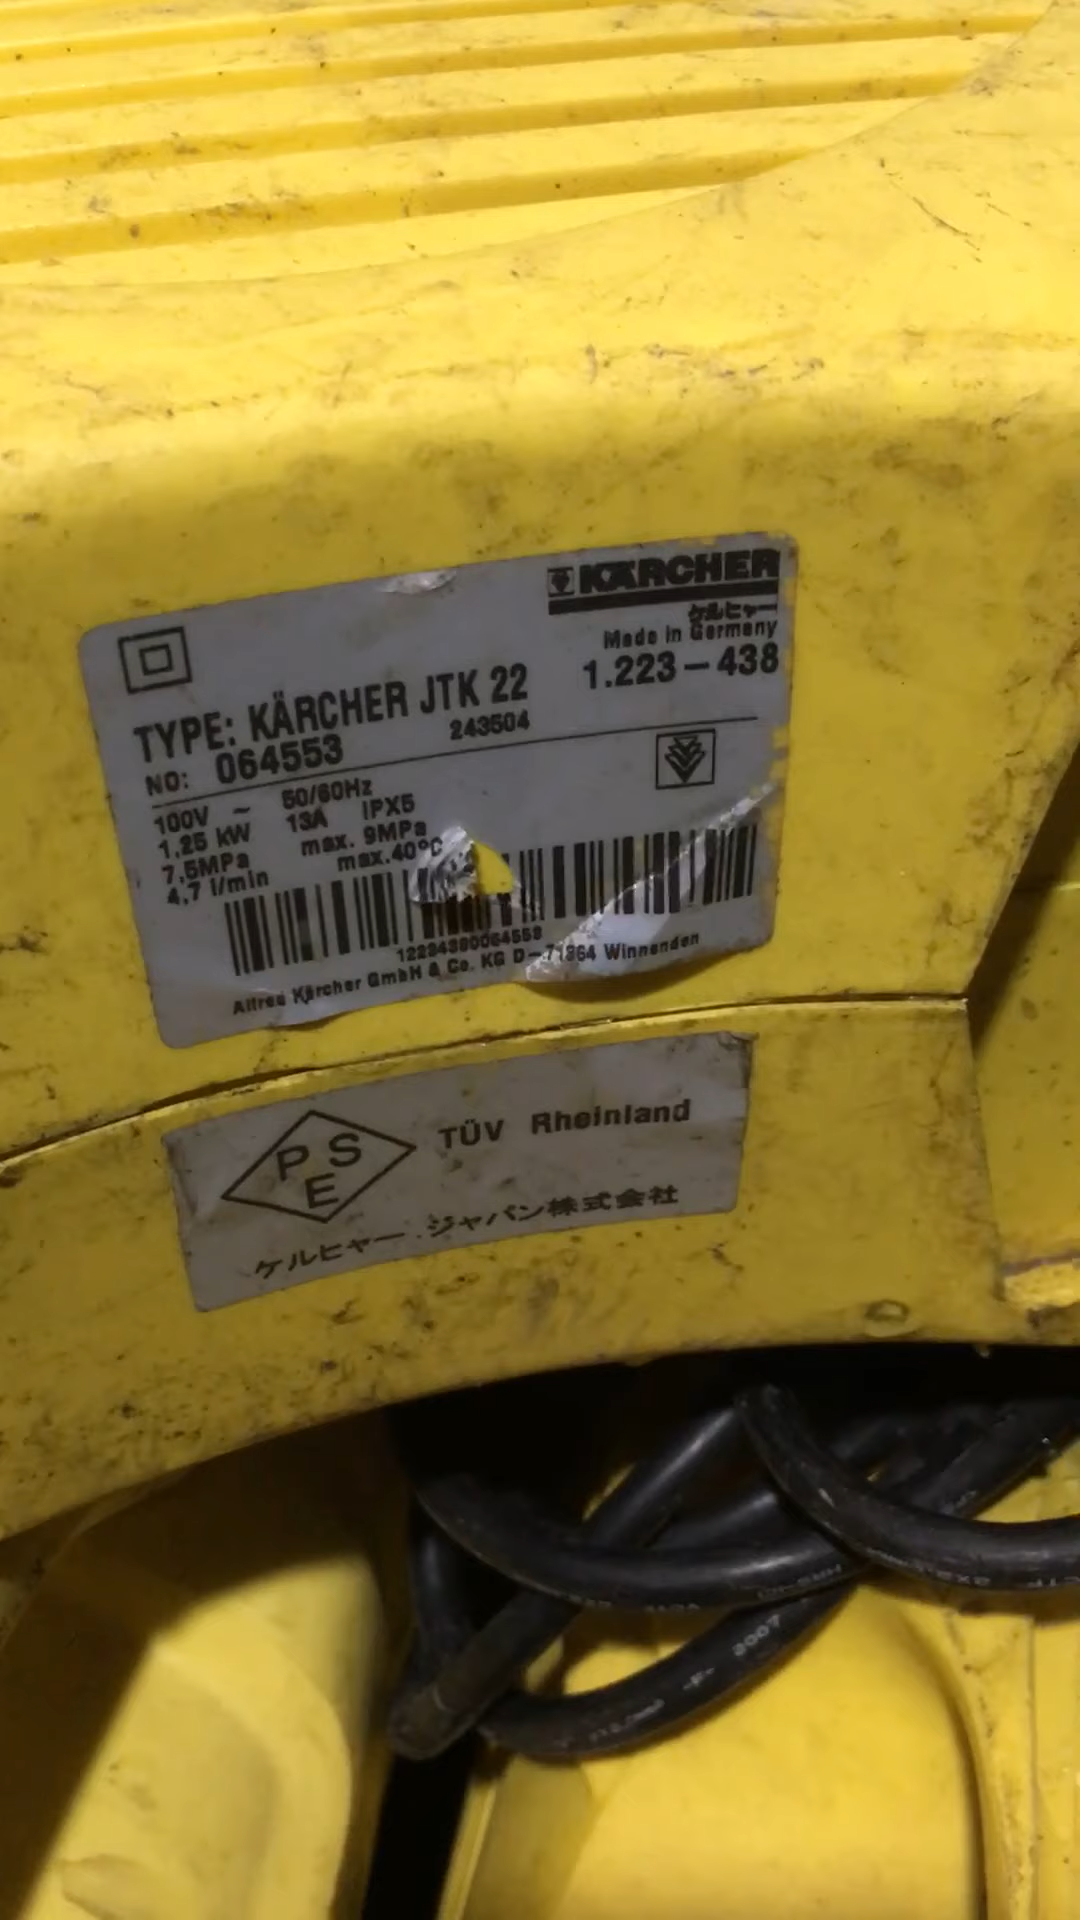 KÄRCHER
ケルヒャー
Made in Germany
1.223-438
TYPE: KÄRCHER JTK 22
NO: 064553 243504
100V ~ 50/60Hz
1,25 kW 13A IPX5
7,5MPa max. 9MPa
4,7 l/min max.40°C
Alfred Kärcher GmbH & Co. KG D-71364 Winnenden
PSE
TÜV Rheinland
ケルヒャー ジャパン株式会社
2007